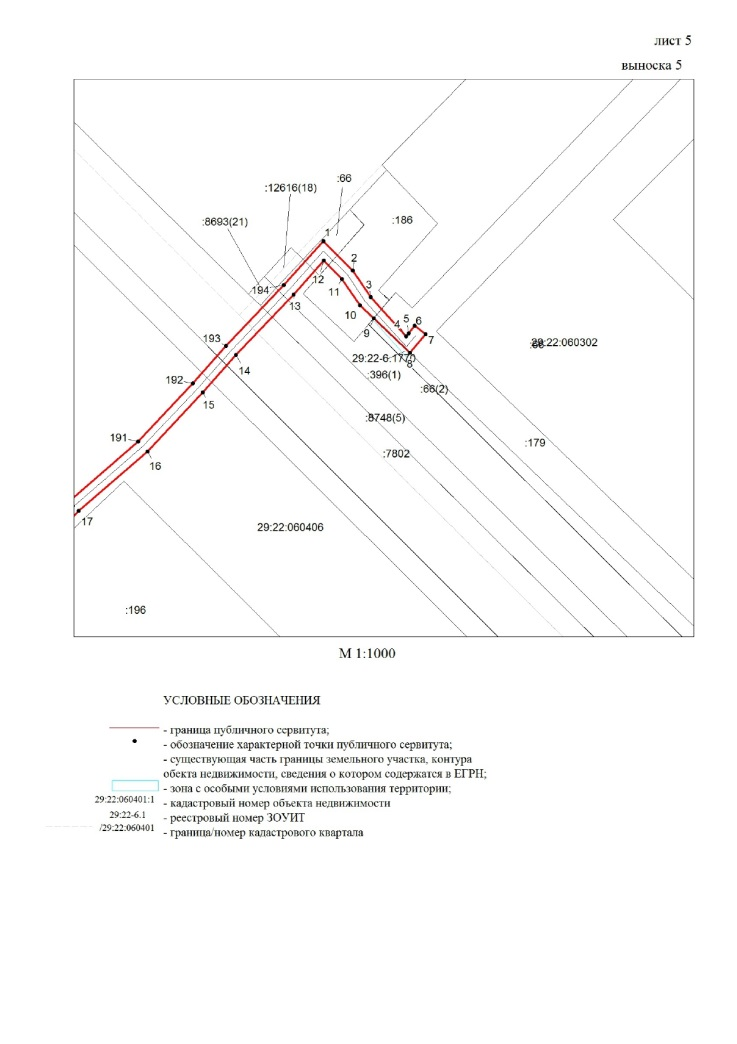 лист 5
выноска 5
:66
:12616(18)
:186
:8693(21)
1
2
12
11
194
3
13
10
9
4
5
6
7
193
29:22:060302
14
29:22-6.1770
8
:396(1)
192
:66(2)
15
:8748(5)
191
:179
:7802
16
17
29:22:060406
:196
М 1:1000
УСЛОВНЫЕ ОБОЗНАЧЕНИЯ
- граница публичного сервитута;
- обозначение характерной точки публичного сервитута;
- существующая часть границы земельного участка, контура
обекта недвижимости, сведения о котором содержатся в ЕГРН;
- зона с особыми условиями использования территории;
29:22:060401:1 - кадастровый номер объекта недвижимости
29:22-6.1 - реестровый номер ЗОУИТ
/29:22:060401 - граница/номер кадастрового квартала